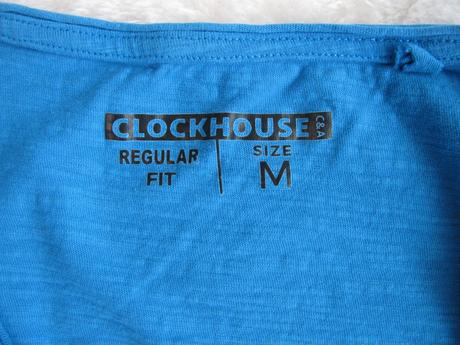 CLOCKHOUSE C&A
REGULAR FIT
SIZE M